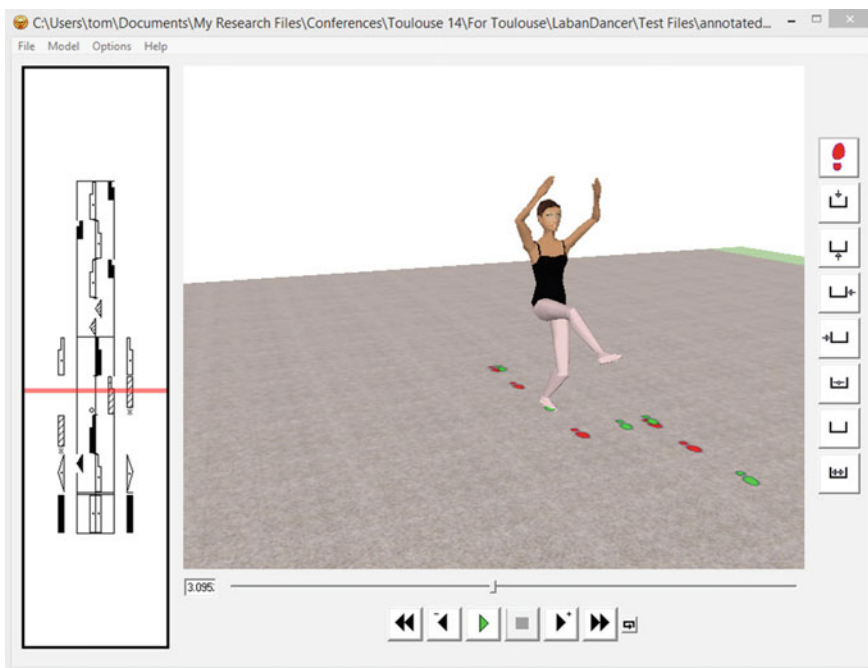 C:\Users\tom\Documents\My Research Files\Conferences\Toulouse 14\For Toulouse\LabanDancer\Test Files\annotated...
File Model Options Help
3.095